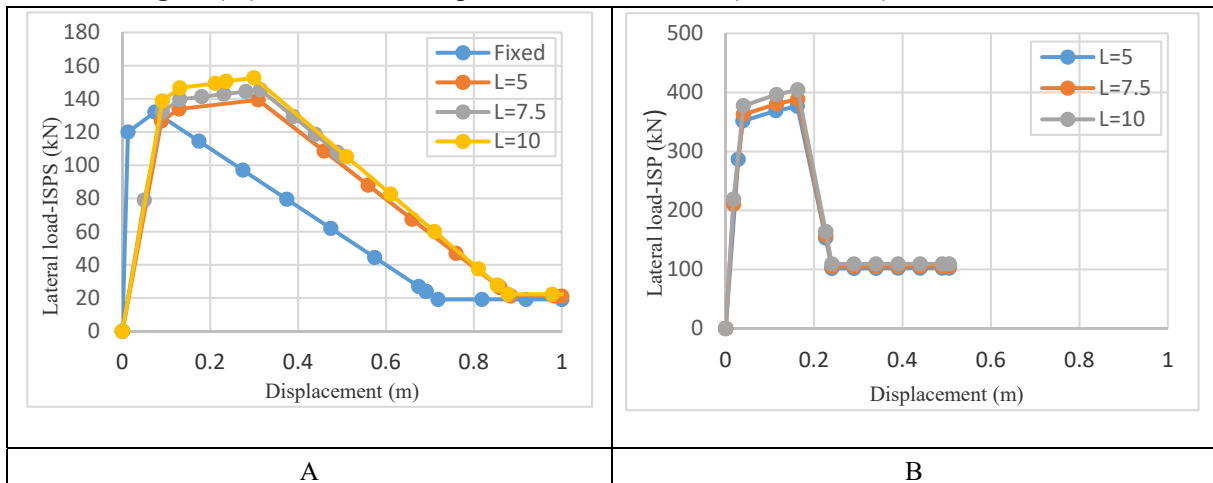 Lateral load-ISPS (kN)
180
160
140
120
100
80
60
40
20
0
0
0.2
0.4
0.6
0.8
1
Displacement (m)
Fixed
L=5
L=7.5
L=10
Lateral load-ISP (kN)
500
400
300
200
100
0
0
0.2
0.4
0.6
0.8
1
Displacement (m)
L=5
L=7.5
L=10
A
B